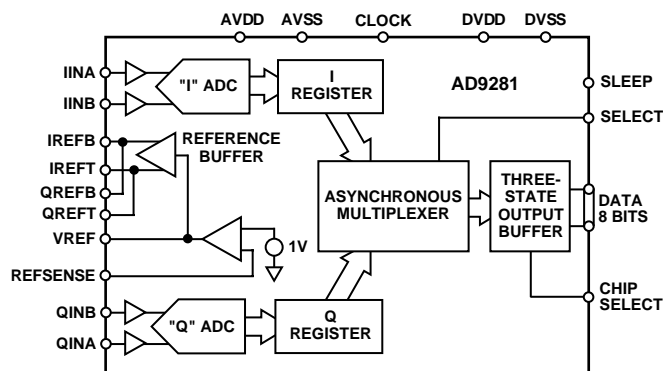 AVDD AVSS CLOCK DVDD DVSS
IINA
IINB
"I" ADC
I
REGISTER
AD9281
SLEEP
SELECT
IREFB
IREFT
QREFB
QREFT
VREF
REFSENSE
REFERENCE
BUFFER
1V
ASYNCHRONOUS
MULTIPLEXER
THREE-
STATE
OUTPUT
BUFFER
DATA
8 BITS
CHIP
SELECT
QINB
QINA
"Q" ADC
Q
REGISTER